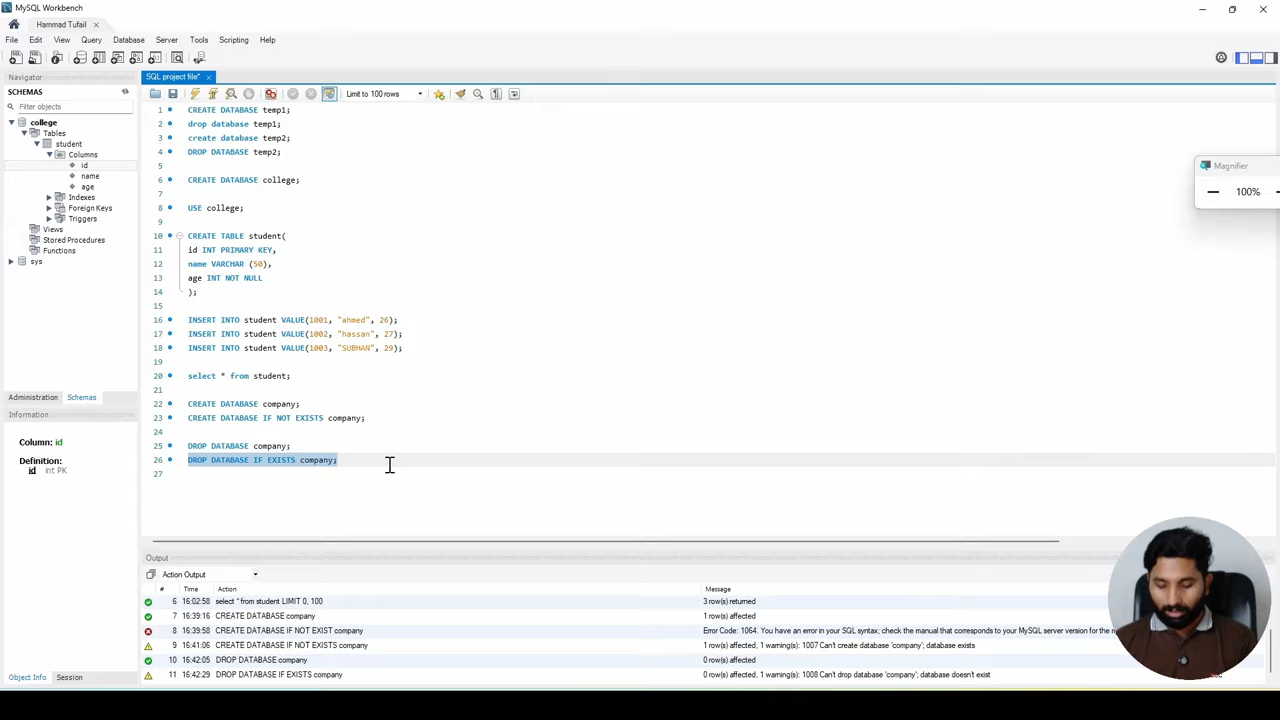 MySQL Workbench
Hammad Tufail
File Edit View Query Database Server Tools Scripting Help
Navigator
SCHEMAS
Filter objects
college
Tables
student
Columns
id
name
age
Indexes
Foreign Keys
Triggers
Views
Stored Procedures
Functions
sys
Administration Schemas
Information
Column: id
Definition:
id int PK
Object Info Session
SQL project file*
Limit to 100 rows
1 CREATE DATABASE temp1;
2 drop database temp1;
3 create database temp2;
4 DROP DATABASE temp2;
5
6 CREATE DATABASE college;
7
8 USE college;
9
10 CREATE TABLE student(
11 id INT PRIMARY KEY,
12 name VARCHAR (50),
13 age INT NOT NULL
14 );
15
16 INSERT INTO student VALUE(1001, "ahmed", 26);
17 INSERT INTO student VALUE(1002, "hassan", 27);
18 INSERT INTO student VALUE(1003, "SUBHAN", 29);
19
20 select * from student;
21
22 CREATE DATABASE company;
23 CREATE DATABASE IF NOT EXISTS company;
24
25 DROP DATABASE company;
26 DROP DATABASE IF EXISTS company;
27
Magnifier
100%
Output
Action Output
# Time Action Message
6 16:02:58 select * from student LIMIT 0, 100 3 row(s) returned
7 16:39:16 CREATE DATABASE company 1 row(s) affected
8 16:39:58 CREATE DATABASE IF NOT EXIST company Error Code: 1064. You have an error in your SQL syntax; check the manual that corresponds to your MySQL server version for the
9 16:41:06 CREATE DATABASE IF NOT EXISTS company 1 row(s) affected, 1 warning(s): 1007 Can't create database 'company'; database exists
10 16:42:05 DROP DATABASE company 0 row(s) affected
11 16:42:29 DROP DATABASE IF EXISTS company 0 row(s) affected, 1 warning(s): 1008 Can't drop database 'company'; database doesn't exist